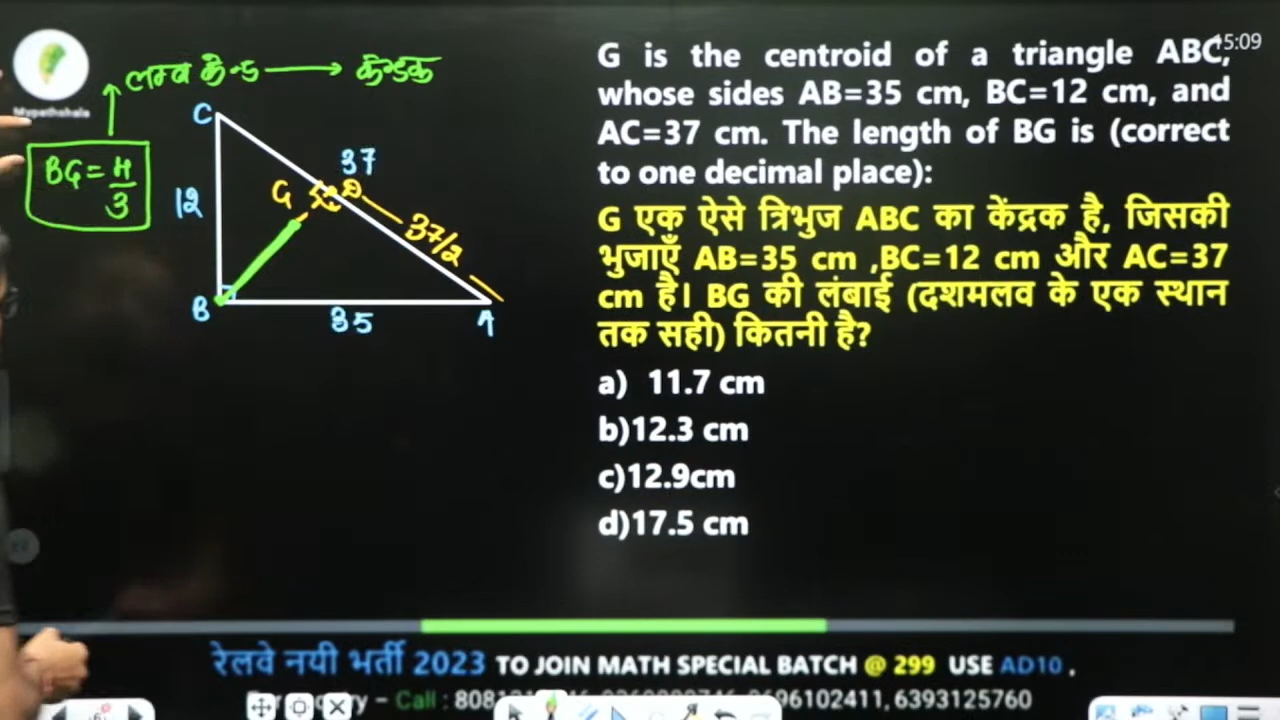 15:09
Mypathshala
लम्ब केन्द्र → केन्द्रक
BG = H/3
C
12
37
G
D
37/2
B
35
A
G is the centroid of a triangle ABC,
whose sides AB=35 cm, BC=12 cm, and
AC=37 cm. The length of BG is (correct
to one decimal place):
G एक ऐसे त्रिभुज ABC का केंद्रक है, जिसकी
भुजाएँ AB=35 cm ,BC=12 cm और AC=37
cm है। BG की लंबाई (दशमलव के एक स्थान
तक सही) कितनी है?
a) 11.7 cm
b)12.3 cm
c)12.9cm
d)17.5 cm
रेलवे नयी भर्ती 2023 TO JOIN MATH SPECIAL BATCH @ 299 USE AD10 .
– Call : 6393125760